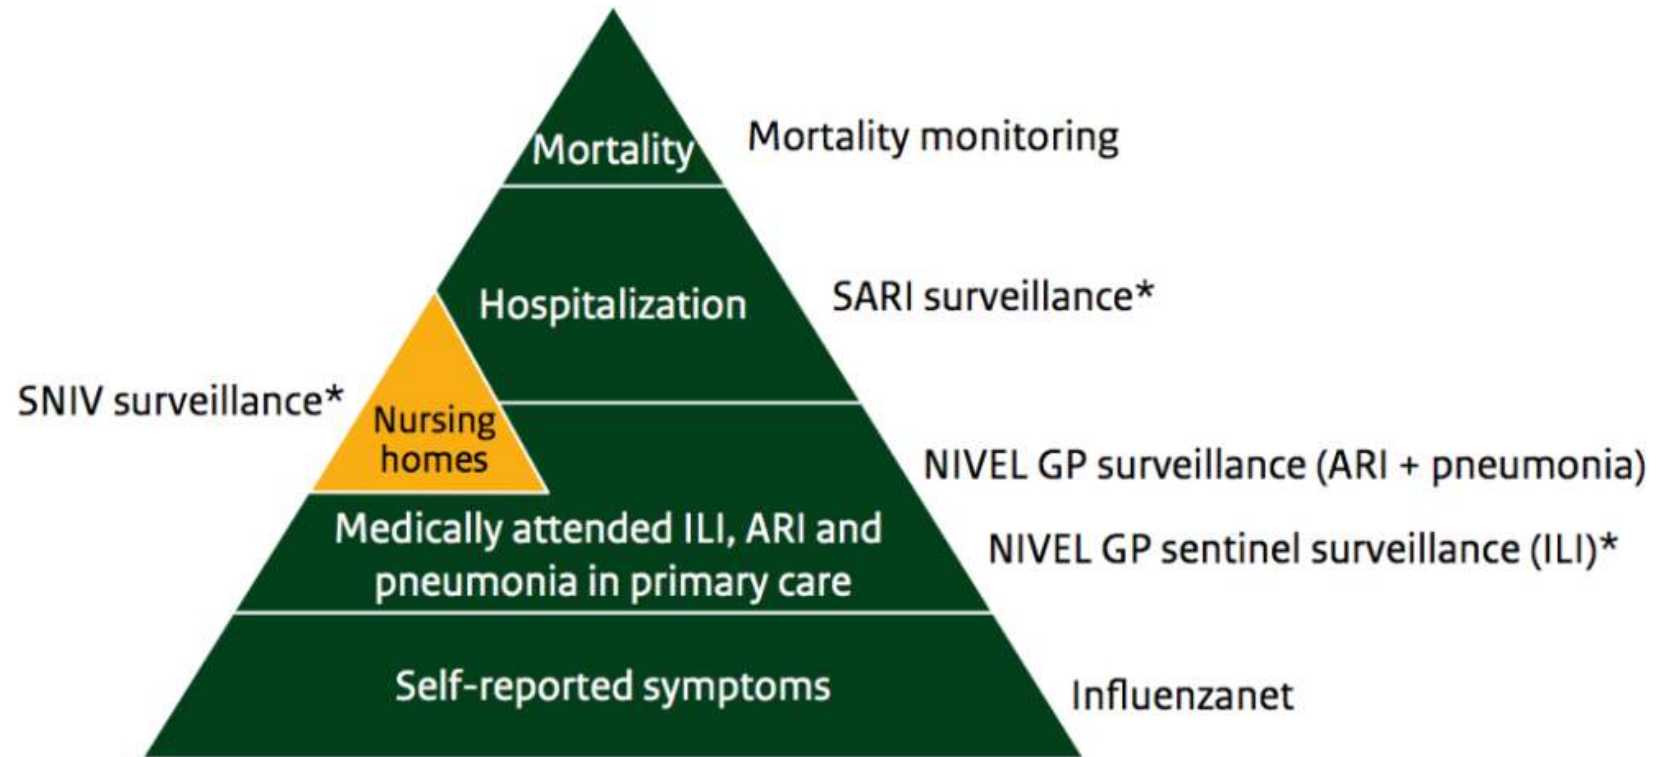 Mortality
Mortality monitoring
Hospitalization
SARI surveillance*
SNIV surveillance*
Nursing
homes
NIVEL GP surveillance (ARI + pneumonia)
Medically attended ILI, ARI and
pneumonia in primary care
NIVEL GP sentinel surveillance (ILI)*
Self-reported symptoms
Influenzanet